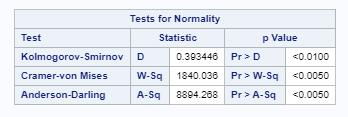 Tests for Normality
Test Statistic p Value
Kolmogorov-Smirnov D 0.393446 Pr > D <0.0100
Cramer-von Mises W-Sq 1840.036 Pr > W-Sq <0.0050
Anderson-Darling A-Sq 8894.268 Pr > A-Sq <0.0050